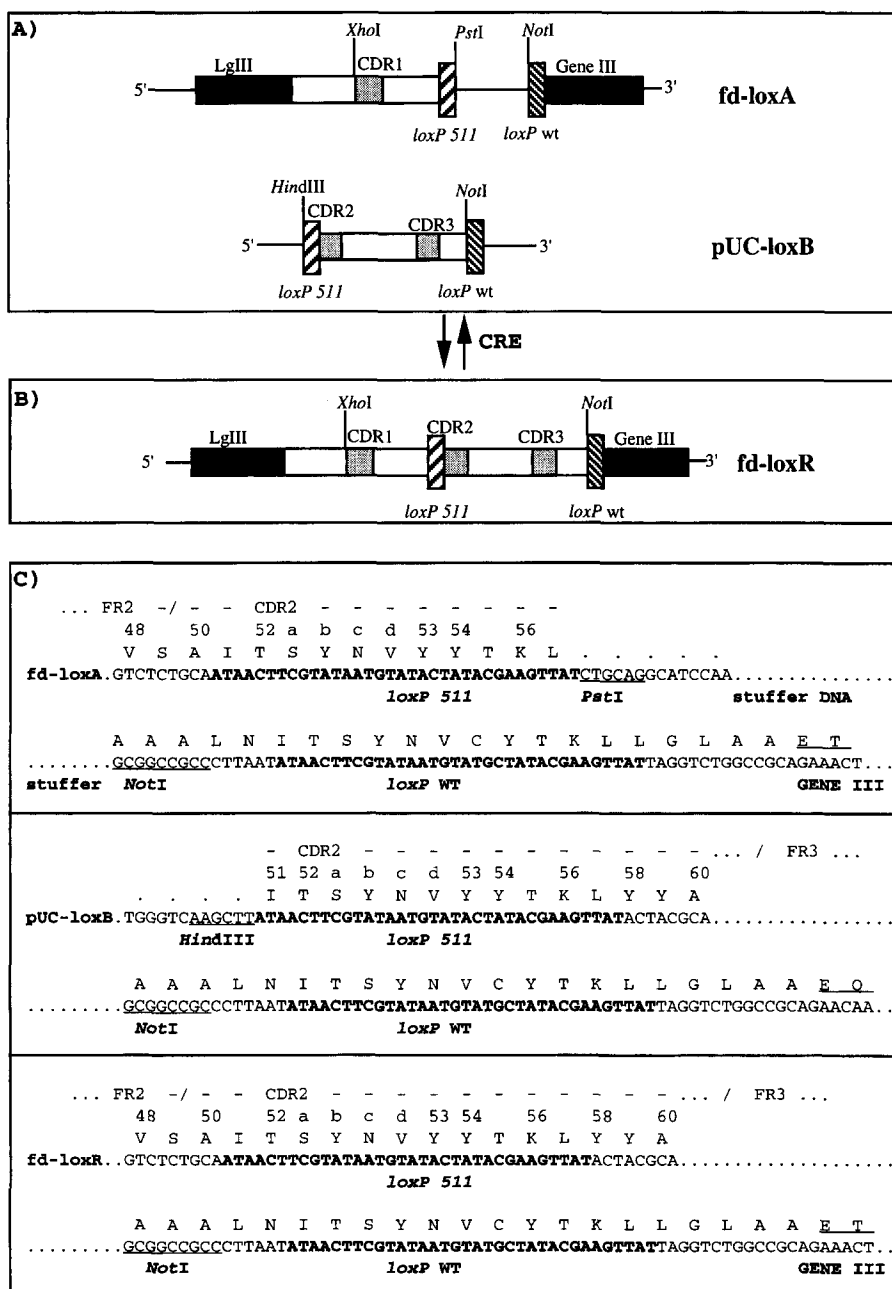 A)
XhoI PstI NotI
LgIII CDR1 Gene III
5' 3' fd-loxA
loxP 511 loxP wt
HindIII NotI
CDR2 CDR3
5' 3' pUC-loxB
loxP 511 loxP wt
CRE
B)
XhoI NotI
LgIII CDR1 CDR2 CDR3 Gene III
5' 3' fd-loxR
loxP 511 loxP wt
C)
... FR2 -/ - - CDR2 - - - - - - - -
48 50 52 a b c d 53 54 56
V S A I T S Y N V Y Y T K L . . . . .
fd-loxA.GTCTCTGCAATAACTTCGTATAATGTATACTATACGAAGTTATCTGCAGGCATCCAA...........
loxP 511 PstI stuffer DNA
A A A L N I T S Y N V C Y T K L L G L A A E T
........GCGGCCGCCCTTAATATAACTTCGTATAATGTATGCTATACGAAGTTATTAGGTCTGGCCGCAGAAACT...
stuffer NotI loxP WT GENE III
- CDR2 - - - - - - - - - - - ... / FR3 ...
51 52 a b c d 53 54 56 58 60
. . . . I T S Y N V Y Y T K L Y Y A
pUC-loxB.TGGGTCAAGCTTATAACTTCGTATAATGTATACTATACGAAGTTATACTACGCA.................
HindIII loxP 511
A A A L N I T S Y N V C Y T K L L G L A A E Q
.........GCGGCCGCCCTTAATATAACTTCGTATAATGTATGCTATACGAAGTTATTAGGTCTGGCCGCAGAACAA..
NotI loxP WT
... FR2 -/ - - CDR2 - - - - - - - - - - - ... / FR3 ...
48 50 52 a b c d 53 54 56 58 60
V S A I T S Y N V Y Y T K L Y Y A
fd-loxR..GTCTCTGCAATAACTTCGTATAATGTATACTATACGAAGTTATACTACGCA....................
loxP 511
A A A L N I T S Y N V C Y T K L L G L A A E T
.........GCGGCCGCCCTTAATATAACTTCGTATAATGTATGCTATACGAAGTTATTAGGTCTGGCCGCAGAAACT...
NotI loxP WT GENE III